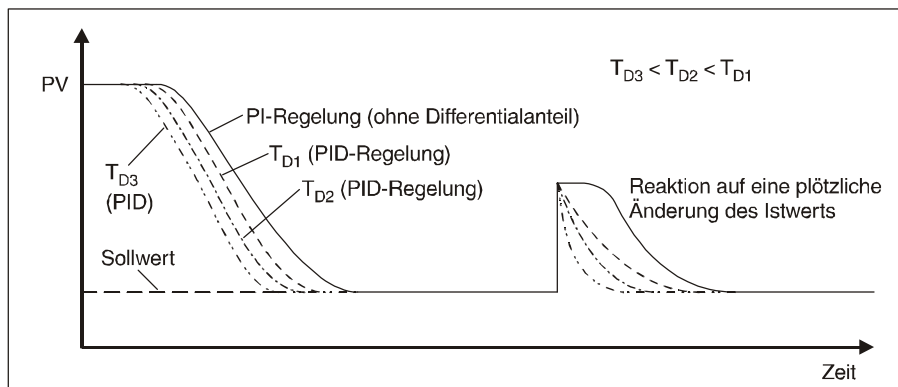 T_D3 < T_D2 < T_D1
PV
PI-Regelung (ohne Differentialanteil)
T_D1 (PID-Regelung)
T_D3
(PID)
T_D2 (PID-Regelung)
Reaktion auf eine plötzliche
Änderung des Istwerts
Sollwert
Zeit